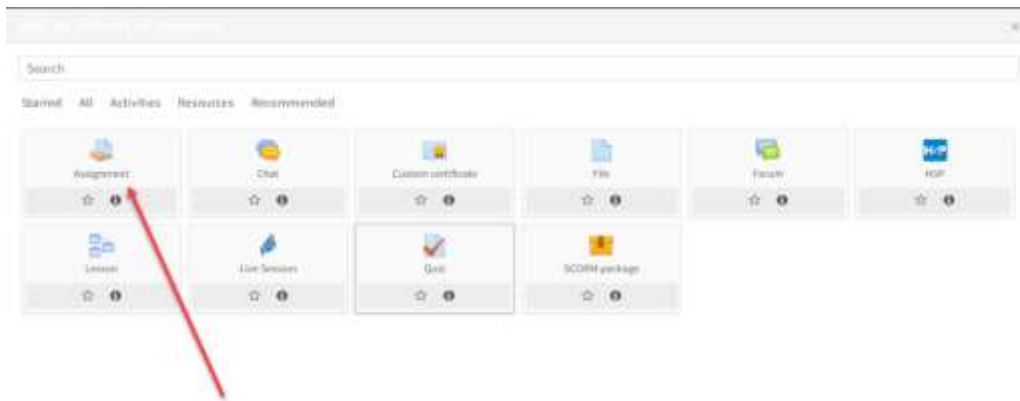 Search
Starred All Activities Resources Recommended
Assignment Chat Custom certificate File Forum H5P
Lesson Live Session Quiz SCORM package